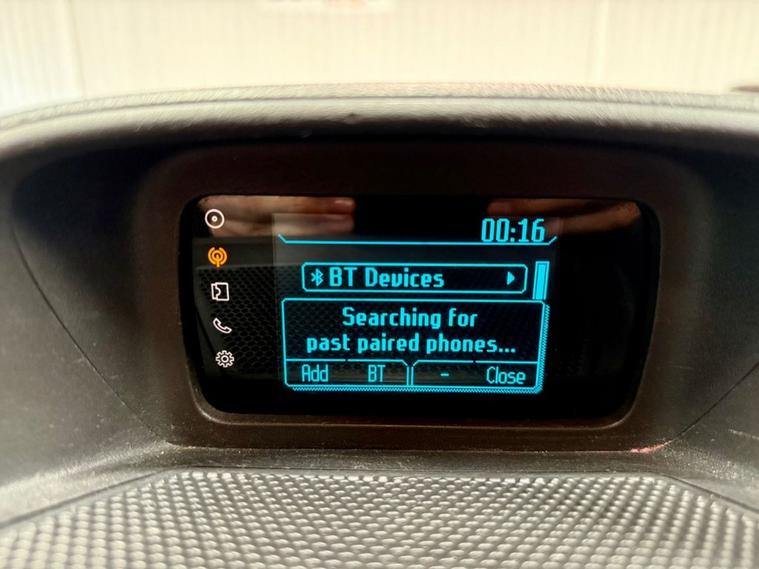 00:16
BT Devices
Searching for
past paired phones...
Add BT - Close